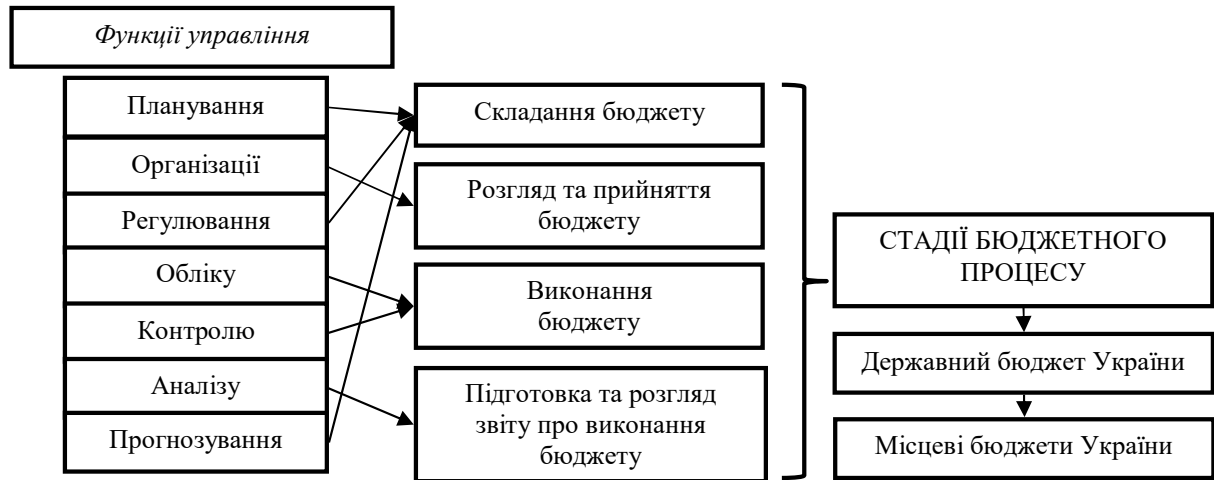 Функції управління
Планування
Організації
Регулювання
Обліку
Контролю
Аналізу
Прогнозування
Складання бюджету
Розгляд та прийняття
бюджету
Виконання
бюджету
Підготовка та розгляд
звіту про виконання
бюджету
СТАДІЇ БЮДЖЕТНОГО
ПРОЦЕСУ
Державний бюджет України
Місцеві бюджети України